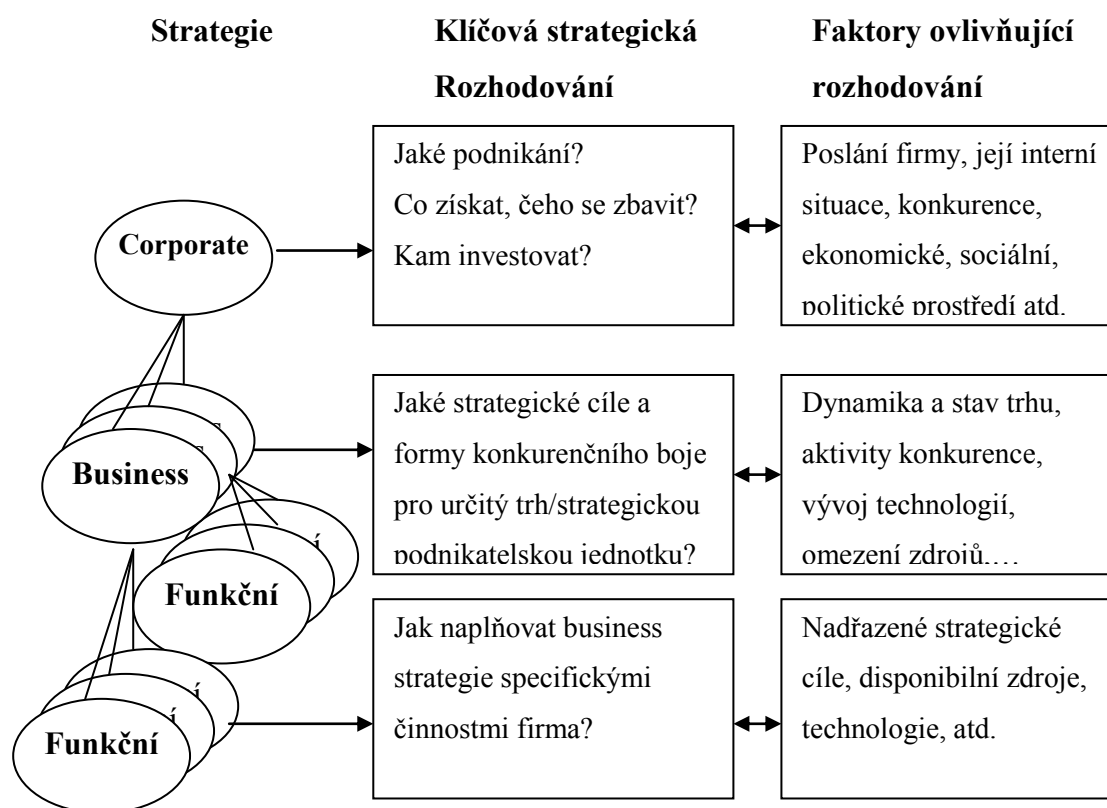 Strategie
Klíčová strategická
Rozhodování
Faktory ovlivňující
rozhodování
Corporate
Jaké podnikání?
Co získat, čeho se zbavit?
Kam investovat?
Poslání firmy, její interní
situace, konkurence,
ekonomické, sociální,
politické prostředí atd.
Business
Jaké strategické cíle a
formy konkurenčního boje
pro určitý trh/strategickou
podnikatelskou jednotku?
Dynamika a stav trhu,
aktivity konkurence,
vývoj technologií,
omezení zdrojů,…
Funkční
Funkční
Jak naplňovat business
strategie specifickými
činnostmi firma?
Nadřazené strategické
cíle, disponibilní zdroje,
technologie, atd.